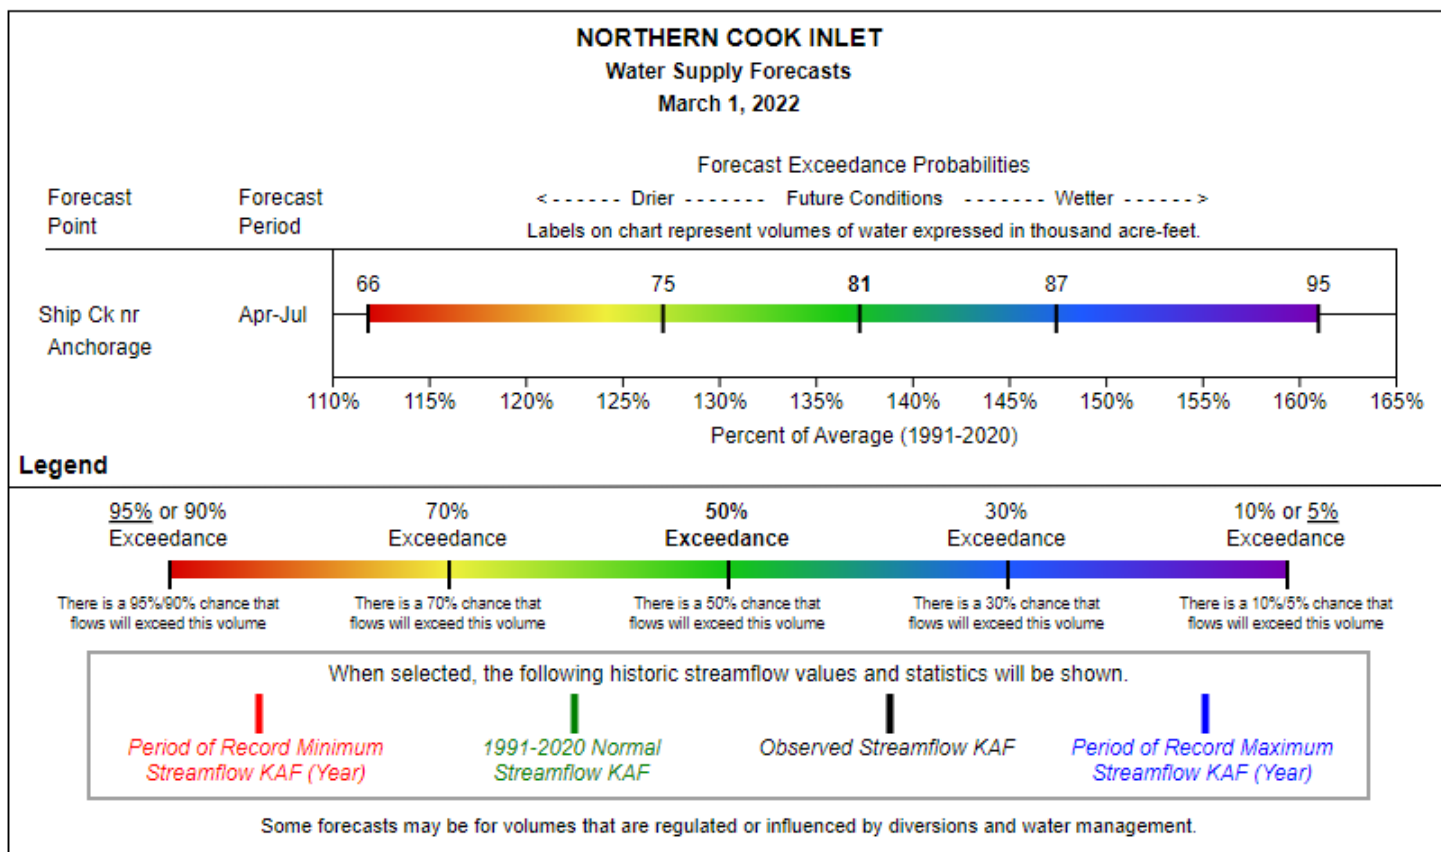 NORTHERN COOK INLET
Water Supply Forecasts
March 1, 2022
Forecast Exceedance Probabilities
Forecast Point
Forecast Period
<------ Drier ------- Future Conditions ------- Wetter ------>
Labels on chart represent volumes of water expressed in thousand acre-feet.
66 75 81 87 95
Ship Ck nr
Anchorage
Apr-Jul
110% 115% 120% 125% 130% 135% 140% 145% 150% 155% 160% 165%
Percent of Average (1991-2020)
Legend
95% or 90%
Exceedance
70%
Exceedance
50%
Exceedance
30%
Exceedance
10% or 5%
Exceedance
There is a 95%/90% chance that
flows will exceed this volume
There is a 70% chance that
flows will exceed this volume
There is a 50% chance that
flows will exceed this volume
There is a 30% chance that
flows will exceed this volume
There is a 10%/5% chance that
flows will exceed this volume
When selected, the following historic streamflow values and statistics will be shown.
Period of Record Minimum
Streamflow KAF (Year)
1991-2020 Normal
Streamflow KAF
Observed Streamflow KAF
Period of Record Maximum
Streamflow KAF (Year)
Some forecasts may be for volumes that are regulated or influenced by diversions and water management.